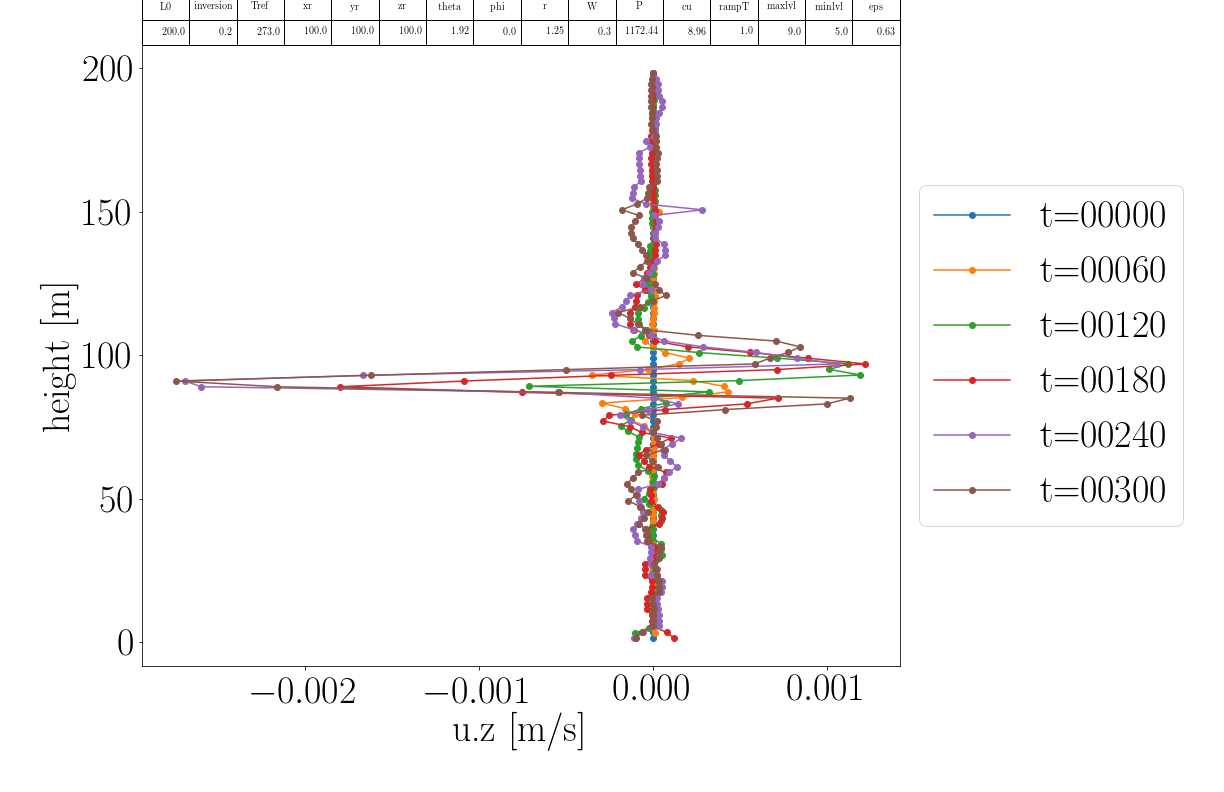 L0 inversion Tref xr yr zr theta phi r W P cu rampT maxlvl minlvl eps
200.0 0.2 273.0 100.0 100.0 100.0 1.92 0.0 1.25 0.3 1172.44 8.96 1.0 9.0 5.0 0.63
200
150
100
50
0
height [m]
−0.002 −0.001 0.000 0.001
u.z [m/s]
t=00000
t=00060
t=00120
t=00180
t=00240
t=00300